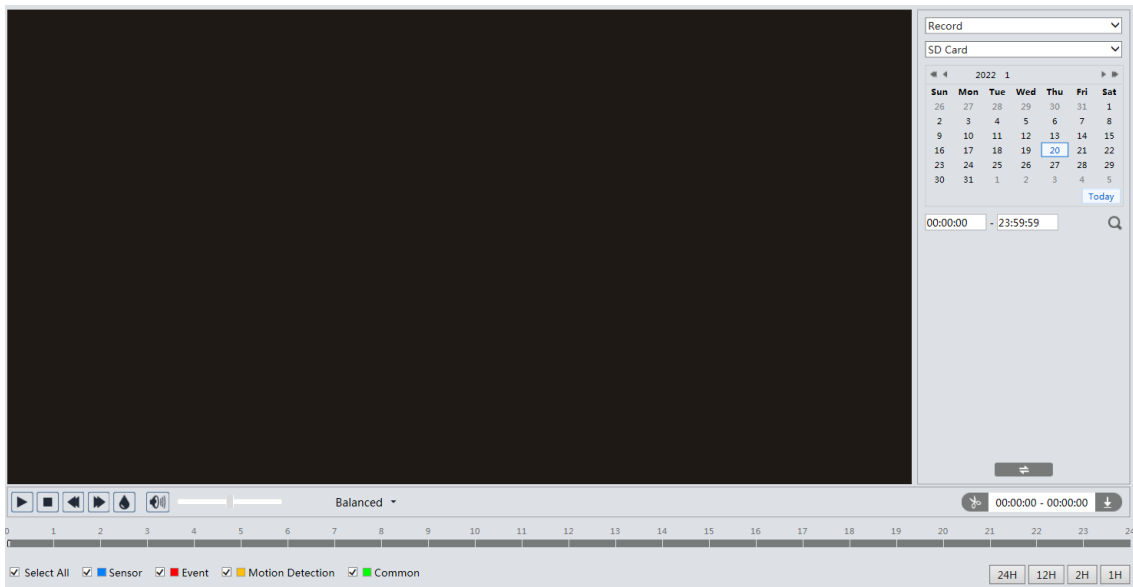 Record
SD Card
2022 1
Sun Mon Tue Wed Thu Fri Sat
26 27 28 29 30 31 1
2 3 4 5 6 7 8
9 10 11 12 13 14 15
16 17 18 19 20 21 22
23 24 25 26 27 28 29
30 31 1 2 3 4 5
Today
00:00:00 - 23:59:59
Balanced
00:00:00 - 00:00:00
0 1 2 3 4 5 6 7 8 9 10 11 12 13 14 15 16 17 18 19 20 21 22 23 24
Select All Sensor Event Motion Detection Common
24H 12H 2H 1H